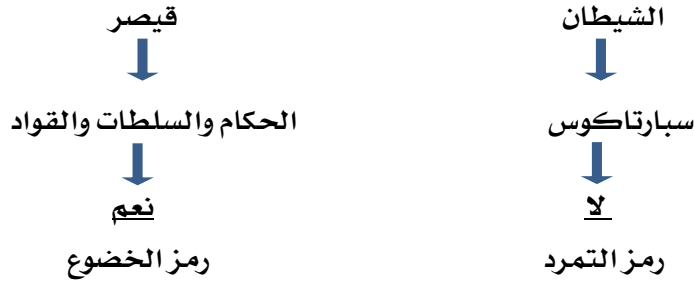 الشيطان
قيصر
سبارتاكوس
الحكام والسلطات والقواد
لا
نعم
رمز التمرد
رمز الخضوع